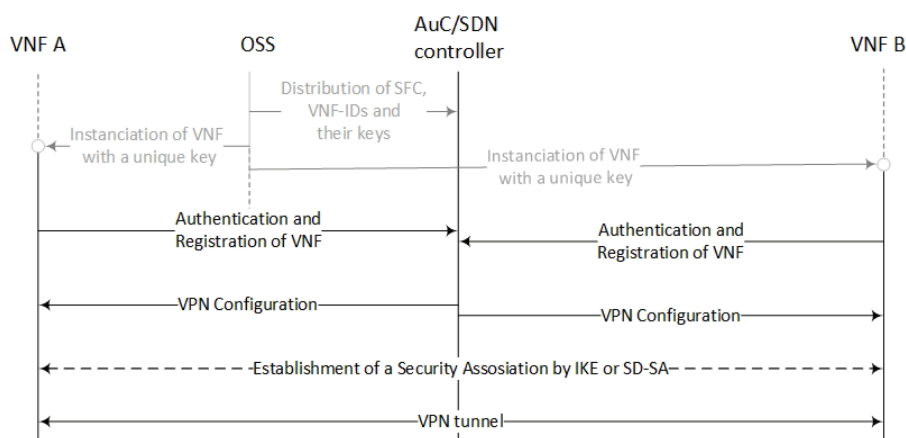 AuC/SDN
controller
VNF A
OSS
VNF B
Distribution of SFC,
VNF-IDs and
their keys
Instanciation of VNF
with a unique key
Instanciation of VNF
with a unique key
Authentication and
Registration of VNF
Authentication and
Registration of VNF
VPN Configuration
VPN Configuration
Establishment of a Security Assosiation by IKE or SD-SA
VPN tunnel